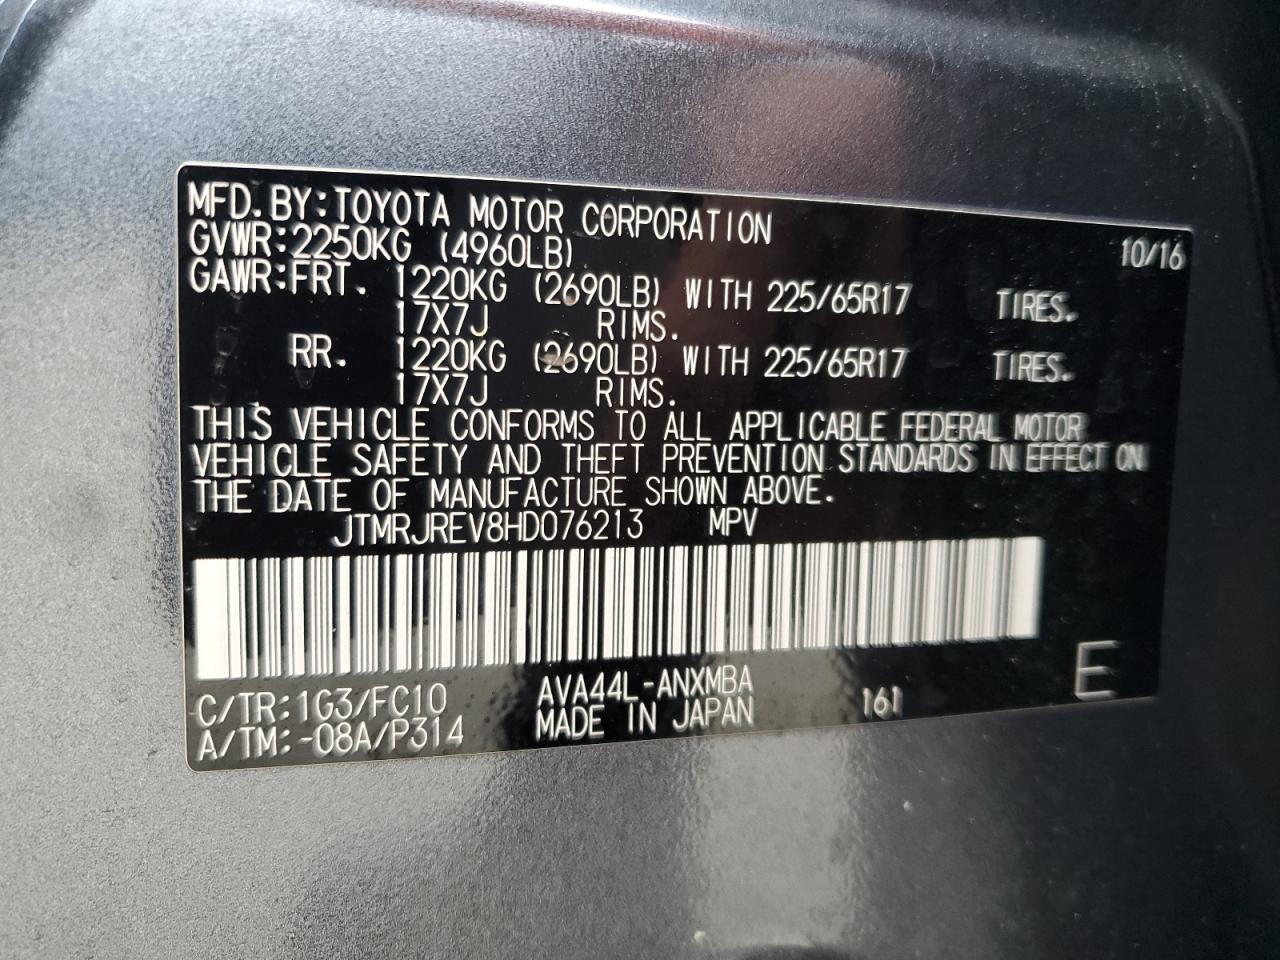 MFD.BY:TOYOTA MOTOR CORPORATION 10/16
GVWR:2250KG (4960LB)
GAWR:FRT. 1220KG (2690LB) WITH 225/65R17 TIRES.
17X7J RIMS.
RR. 1220KG (2690LB) WITH 225/65R17 TIRES.
17X7J RIMS.
THIS VEHICLE CONFORMS TO ALL APPLICABLE FEDERAL MOTOR
VEHICLE SAFETY AND THEFT PREVENTION STANDARDS IN EFFECT ON
THE DATE OF MANUFACTURE SHOWN ABOVE.
JTMRJREV8HD076213 MPV
C/TR:1G3/FC10 AVA44L-ANXMBA 161 E
A/TM:-08A/P314 MADE IN JAPAN